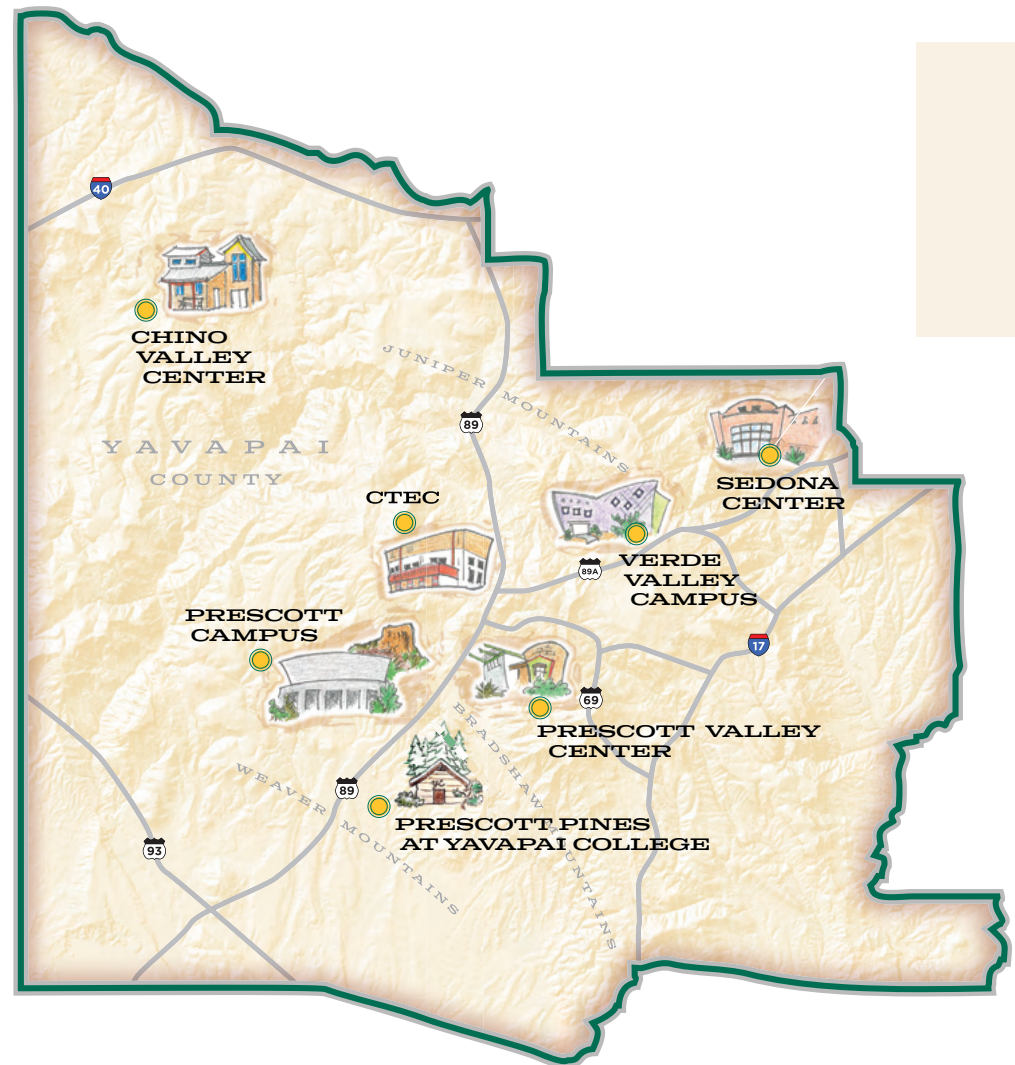 40
CHINO
VALLEY
CENTER
JUNIPER MOUNTAINS
89
YAVAPAI
COUNTY
SEDONA
CENTER
CTEC
VERDE
VALLEY
CAMPUS
89A
PRESCOTT
CAMPUS
17
69
PRESCOTT VALLEY
CENTER
BRADSHAW MOUNTAINS
WEAVER MOUNTAINS
89
PRESCOTT PINES
AT YAVAPAI COLLEGE
93